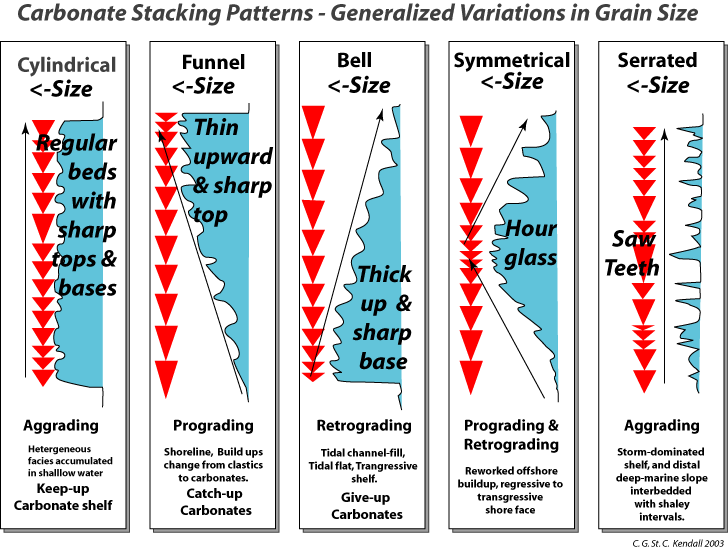 Carbonate Stacking Patterns - Generalized Variations in Grain Size
Cylindrical
<-Size
Regular
beds
with
sharp
tops &
bases
Aggrading
Hetergeneous
facies accumulated
in shalllow water
Keep-up
Carbonate shelf
Funnel
<-Size
Thin
upward
& sharp
top
Prograding
Shoreline, Build ups
change from clastics
to carbonates.
Catch-up
Carbonates
Bell
<-Size
Thick
up &
sharp
base
Retrograding
Tidal channel-fill,
Tidal flat, Trangressive
shelf.
Give-up
Carbonates
Symmetrical
<-Size
Hour
glass
Prograding &
Retrograding
Reworked offshore
buildup, regressive to
transgressive
shore face
Serrated
<-Size
Saw
Teeth
Aggrading
Storm-dominated
shelf, and distal
deep-marine slope
interbedded
with shaley
intervals.
C. G. St. C. Kendall 2003